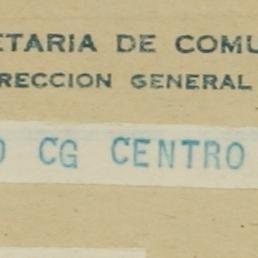 ETARIA DE COMU
RECCION GENERAL
O CG CENTRO